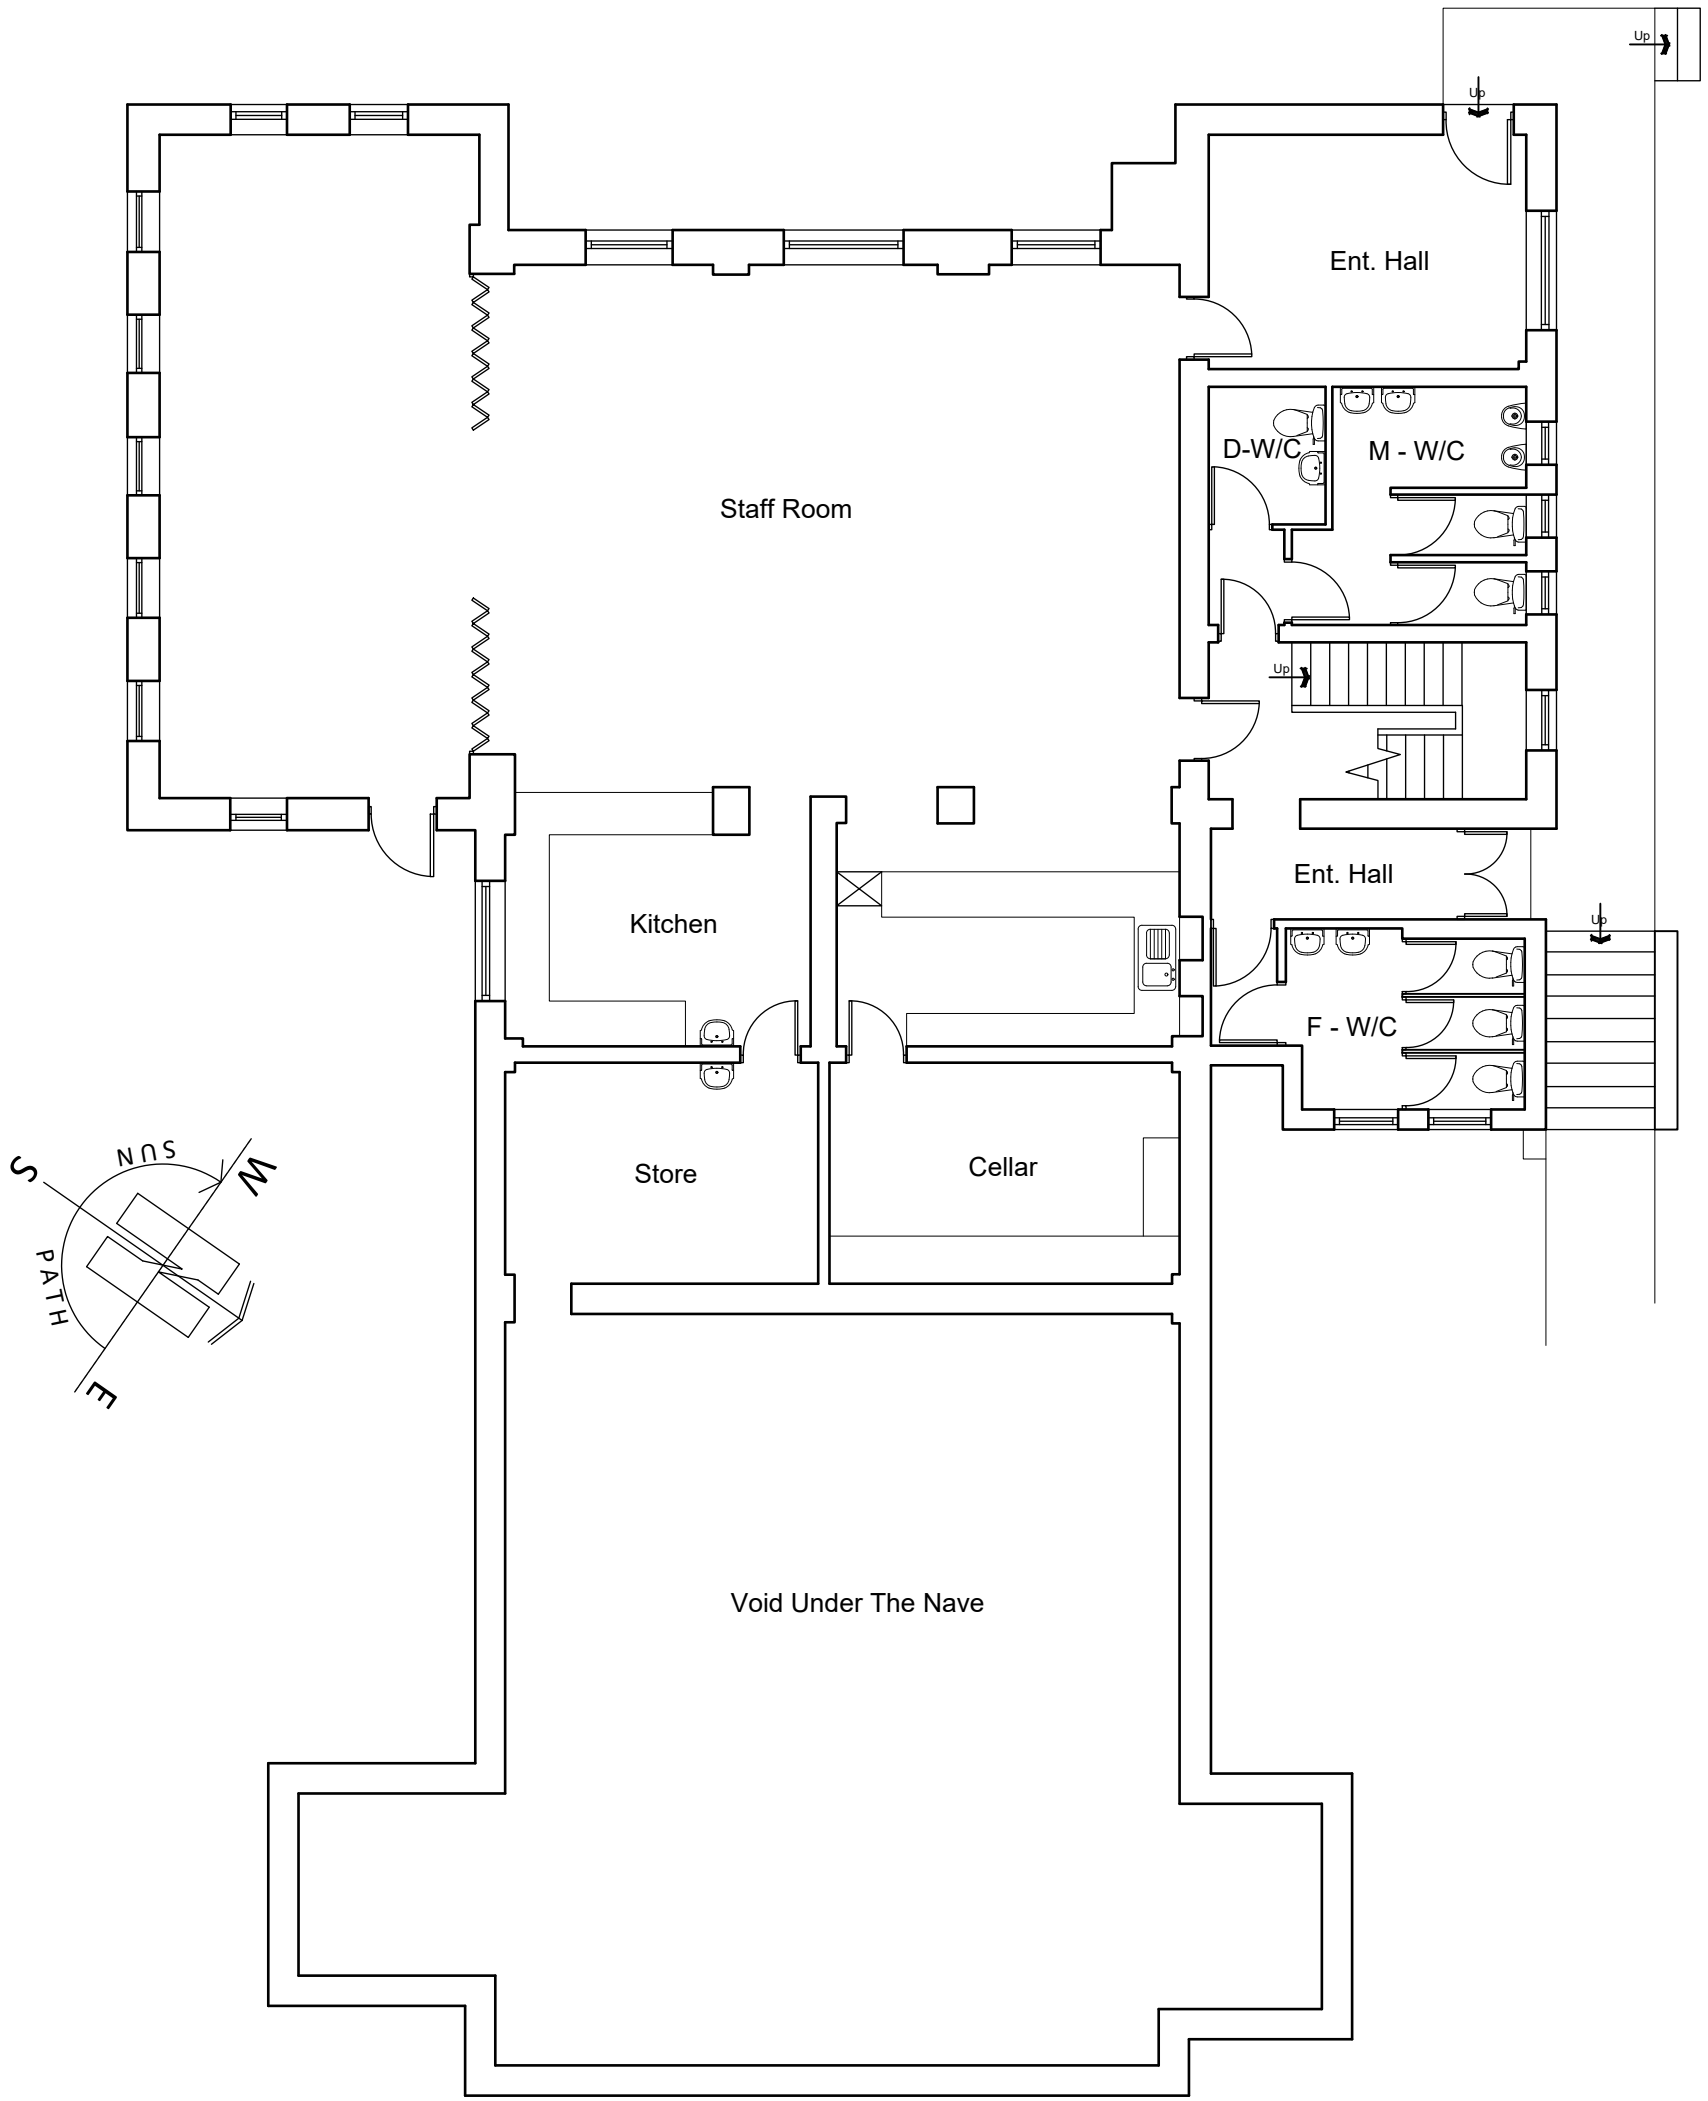 Up
Up
Ent. Hall
D-W/C
M - W/C
Staff Room
Up
Ent. Hall
Up
Kitchen
F - W/C
S
SUN
W
PATH
E
Store
Cellar
Void Under The Nave